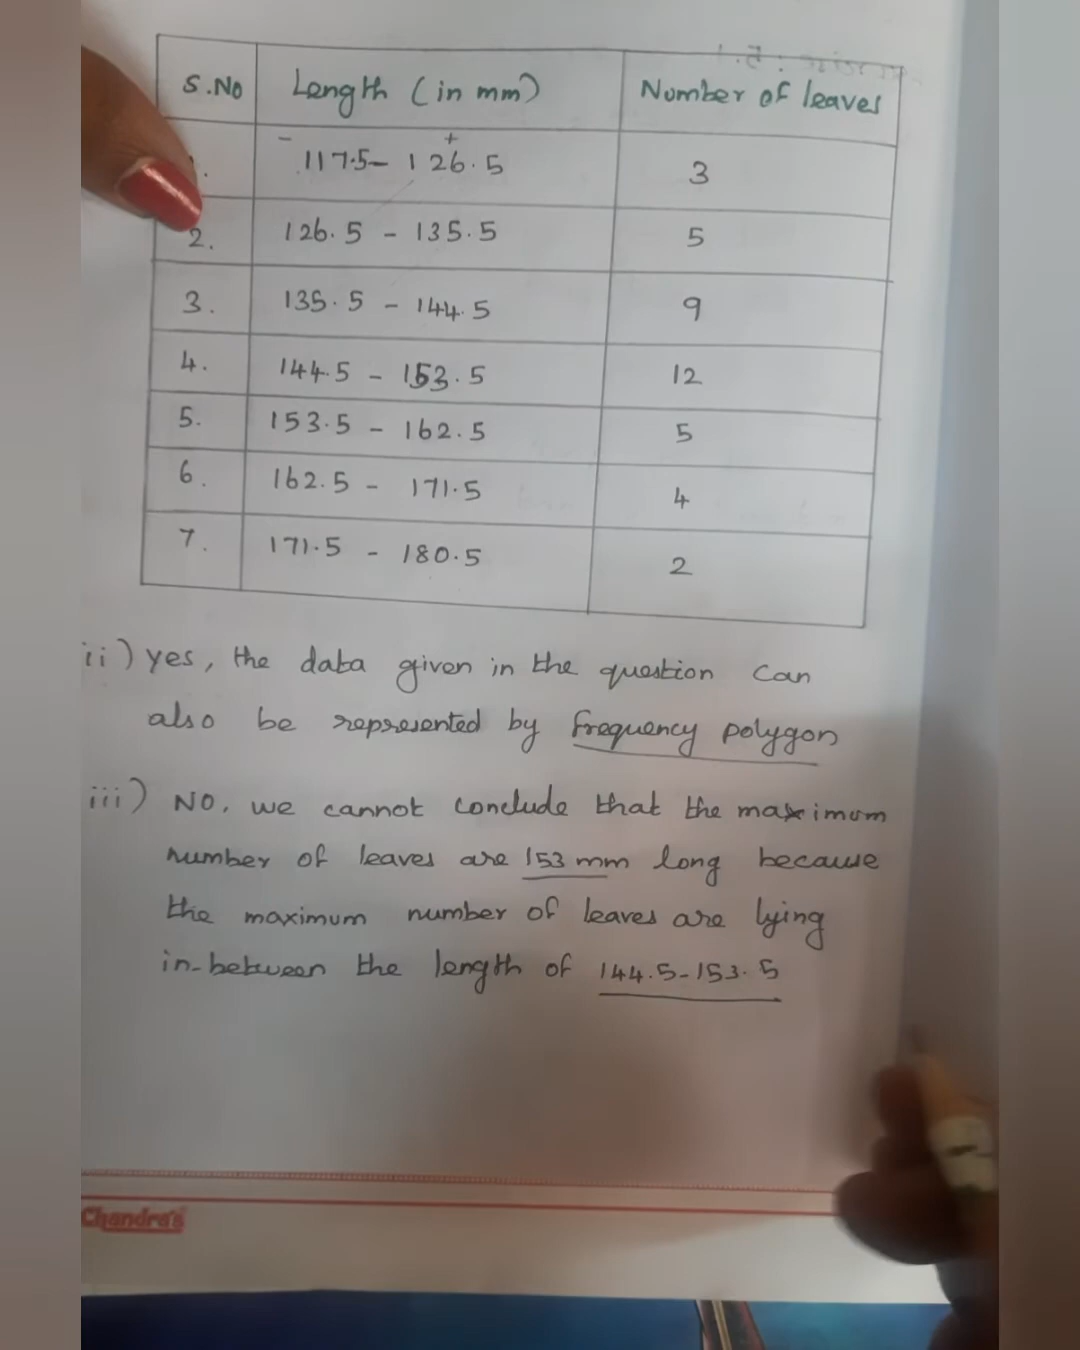 S.No Length (in mm) Number of leaves
117.5- 126.5 3
- +
2. 126.5 - 135.5 5
3. 135.5 - 144.5 9
4. 144.5 - 153.5 12
5. 153.5 - 162.5 5
6. 162.5 - 171.5 4
7. 171.5 - 180.5 2
ii) yes, the data given in the question can
also be represented by frequency polygon
iii) NO, we cannot conclude that the maximum
number of leaves are 153 mm long because
the maximum number of leaves are lying
in-between the length of 144.5-153.5
Chandra's